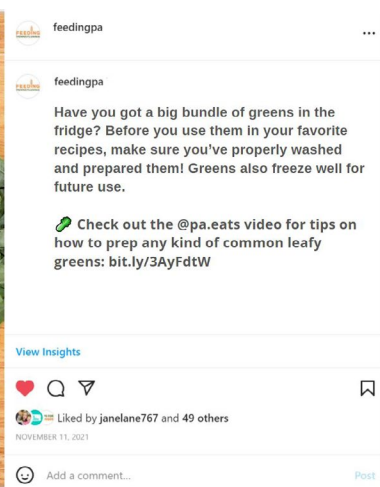 feedingpa
FEEDING
feedingpa
FEEDING
Have you got a big bundle of greens in the
fridge? Before you use them in your favorite
recipes, make sure you’ve properly washed
and prepared them! Greens also freeze well for
future use.
Check out the @pa.eats video for tips on
how to prep any kind of common leafy
greens: bit.ly/3AyFdtW
View Insights
Liked by janelane767 and 49 others
NOVEMBER 11, 2021
Add a comment...
Post